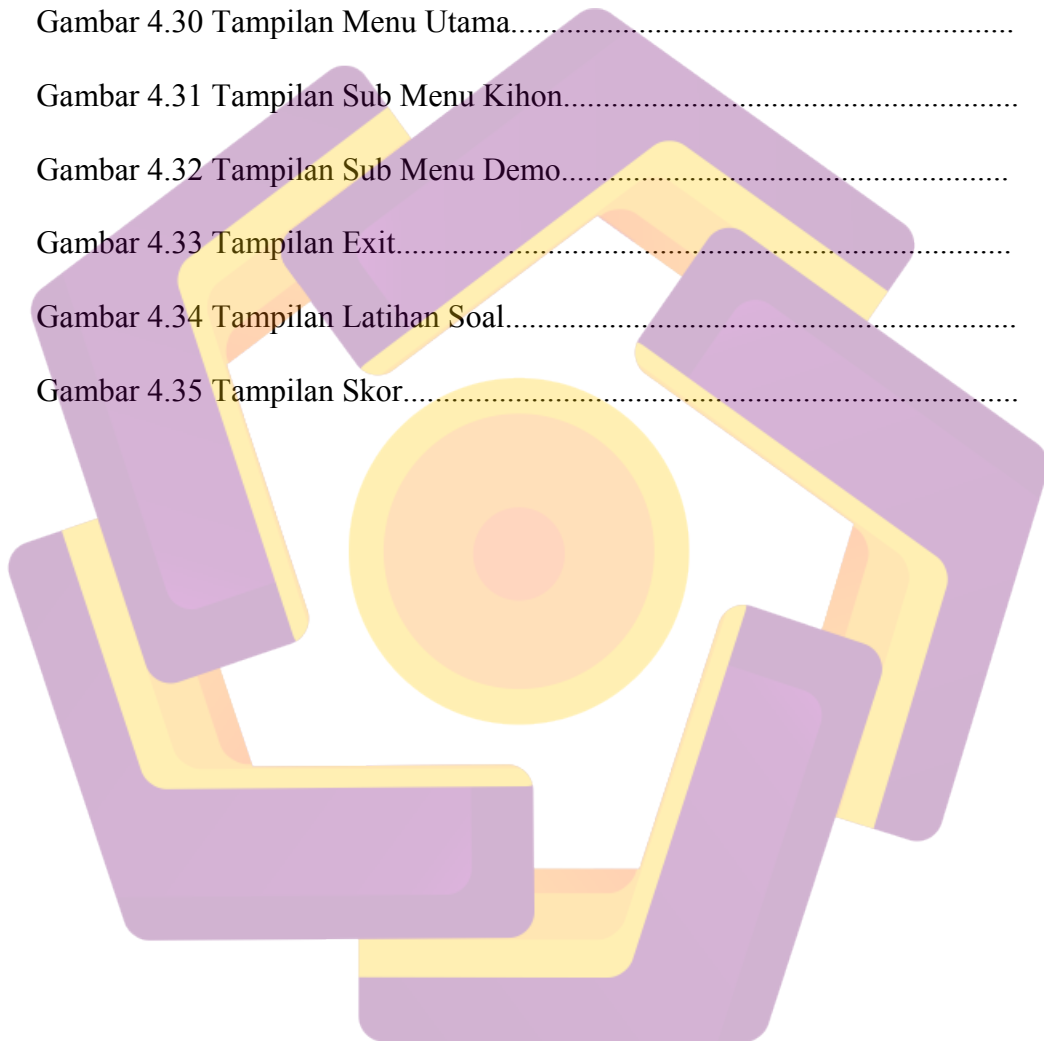 Gambar 4.30 Tampilan Menu Utama..............................................................
Gambar 4.31 Tampilan Sub Menu Kihon........................................................
Gambar 4.32 Tampilan Sub Menu Demo.......................................................
Gambar 4.33 Tampilan Exit............................................................................
Gambar 4.34 Tampilan Latihan Soal...............................................................
Gambar 4.35 Tampilan Skor............................................................................